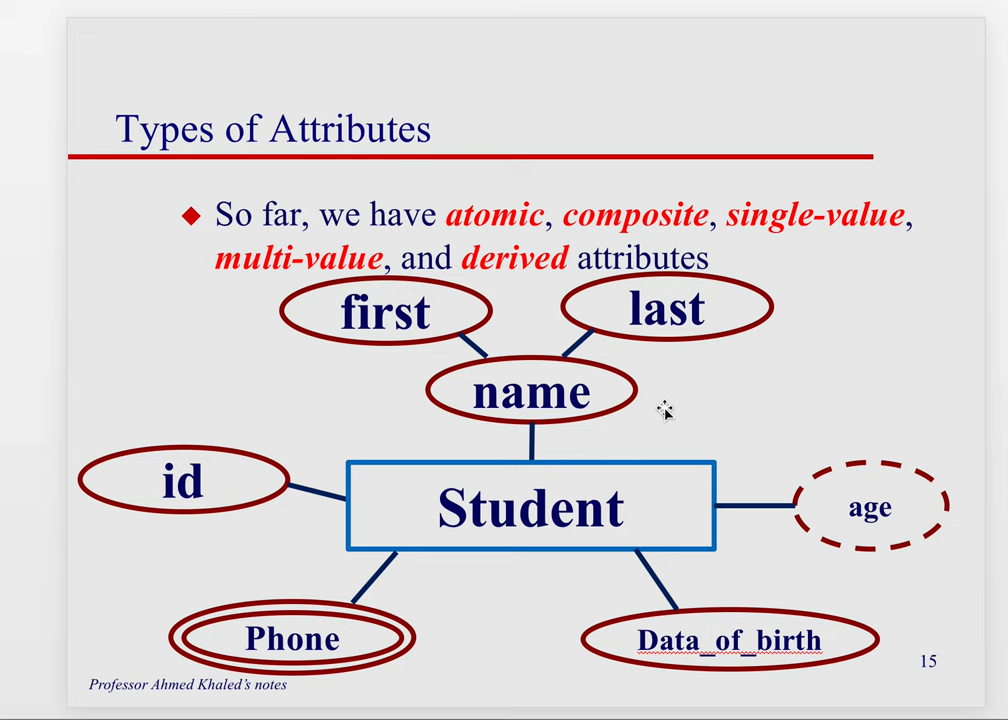 Types of Attributes
So far, we have atomic, composite, single-value,
multi-value, and derived attributes
first
last
name
id
Student
age
Phone
Data_of_birth
15
Professor Ahmed Khaled’s notes